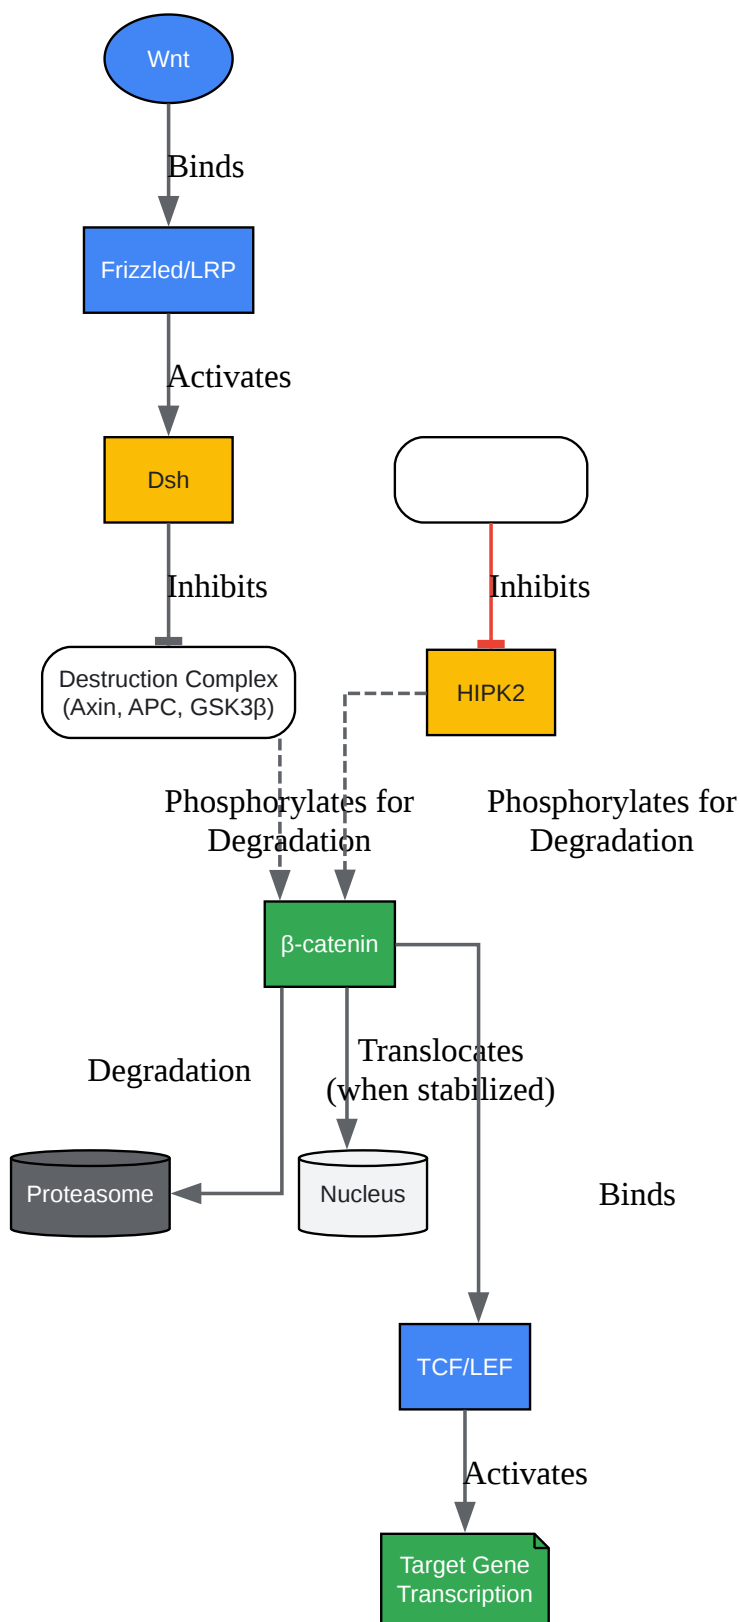 Wnt
Binds
Frizzled/LRP
Activates
Dsh
Inhibits
Inhibits
Destruction Complex
(Axin, APC, GSK3β)
HIPK2
Phosphorylates for
Degradation
Phosphorylates for
Degradation
β-catenin
Degradation
Translocates
(when stabilized)
Proteasome
Nucleus
Binds
TCF/LEF
Activates
Target Gene
Transcription